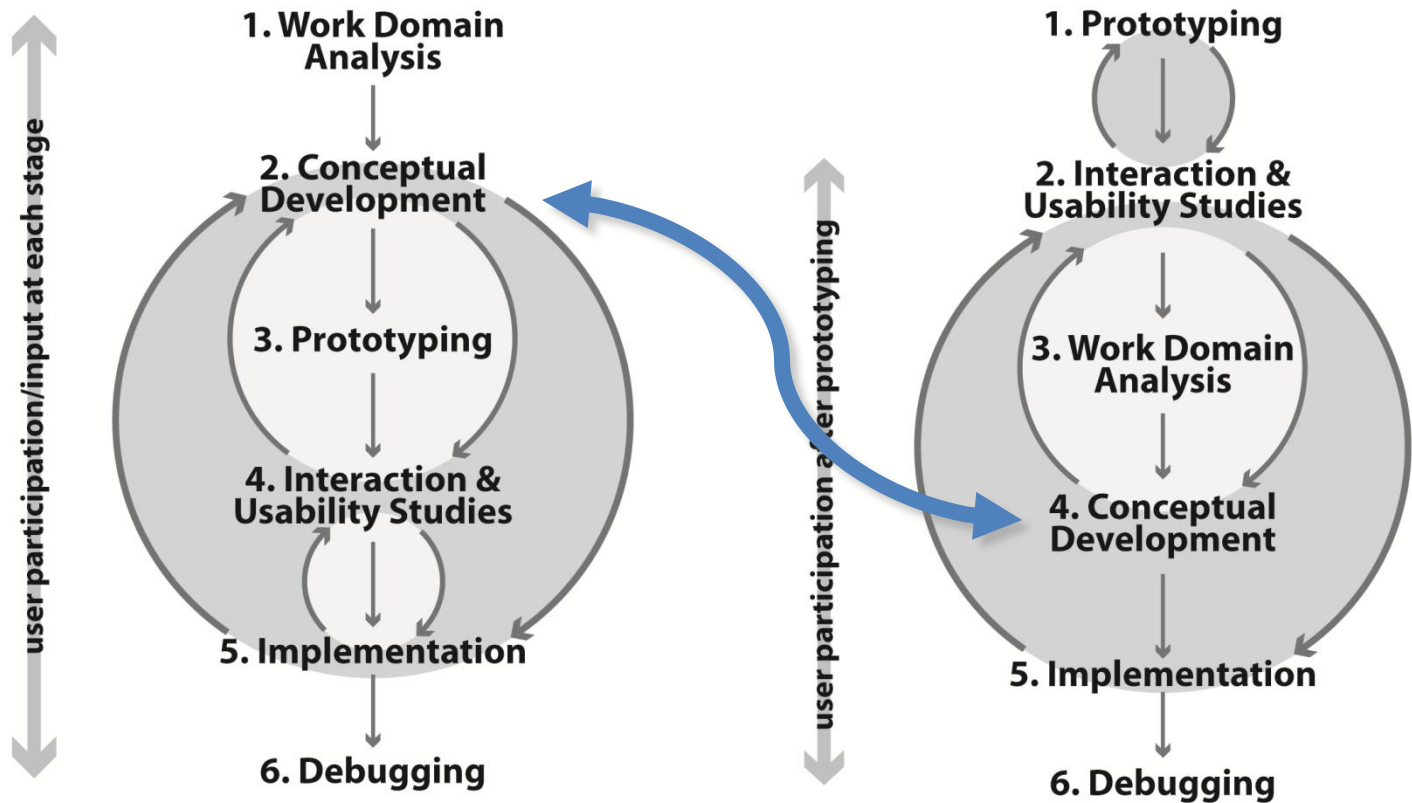 user participation/input at each stage
1. Work Domain
Analysis
2. Conceptual
Development
3. Prototyping
4. Interaction &
Usability Studies
5. Implementation
6. Debugging
user participation after prototyping
1. Prototyping
2. Interaction &
Usability Studies
3. Work Domain
Analysis
4. Conceptual
Development
5. Implementation
6. Debugging